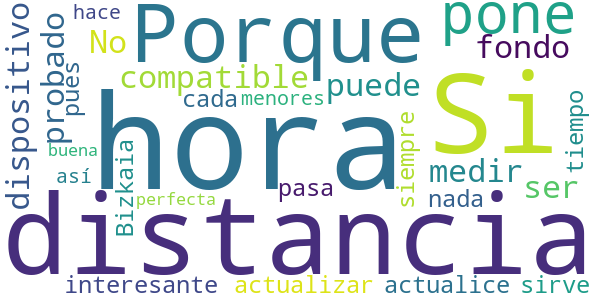 hace
Porque
pone
No
fondo
dispositivo
probado
pues
compatible
puede
cada
menores
hora
Si
siempre
tiempo
buena
así
Bizkaia
medir
pasa
ser
perfecta
nada
distancia
interesante
actualizar
actualice
sirve